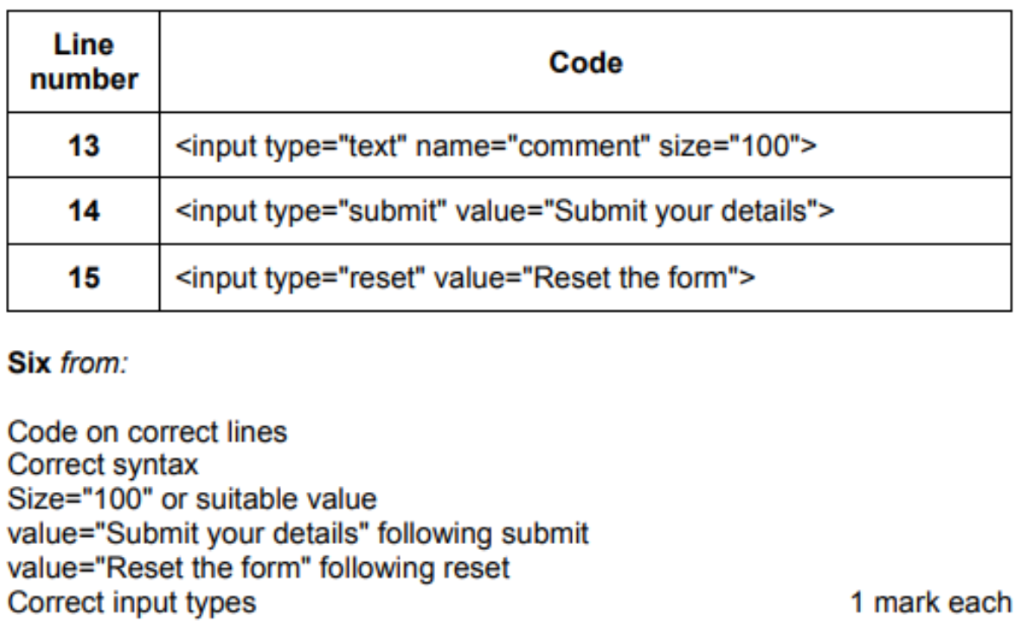 Line number Code
13 <input type="text" name="comment" size="100">
14 <input type="submit" value="Submit your details">
15 <input type="reset" value="Reset the form">
Six from:
Code on correct lines
Correct syntax
Size="100" or suitable value
value="Submit your details" following submit
value="Reset the form" following reset
Correct input types 1 mark each